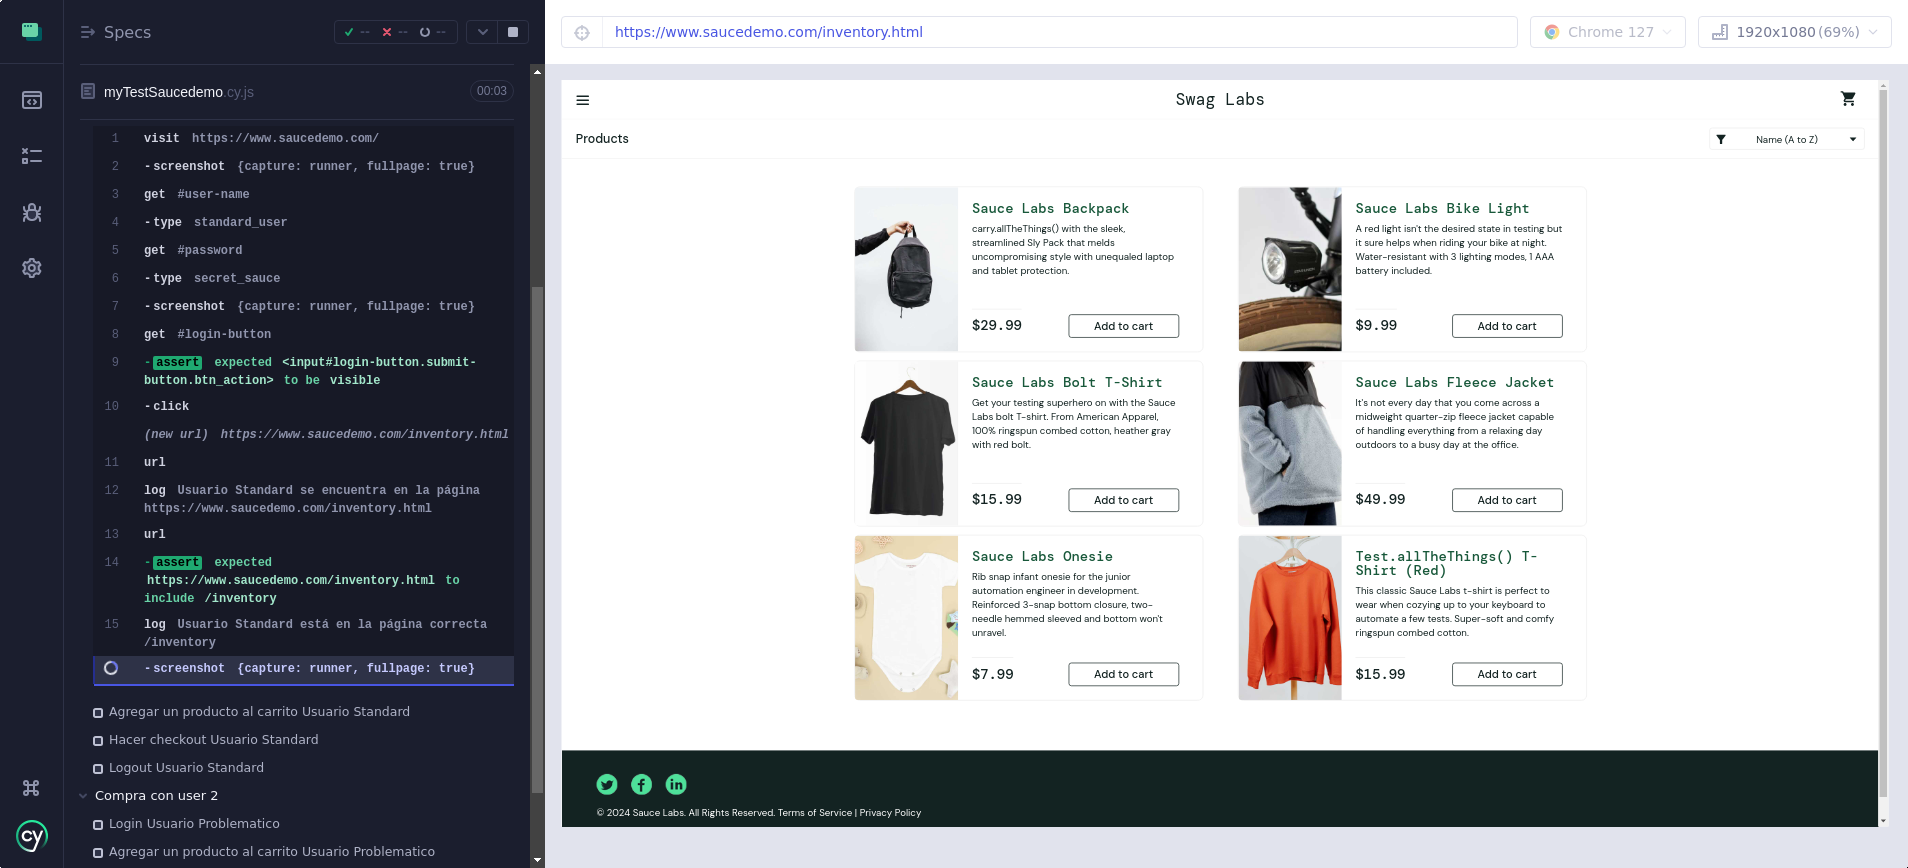 Specs
-- -- --
https://www.saucedemo.com/inventory.html
Chrome 127
1920x1080 (69%)
myTestSaucedemo.cy.js
00:03
1 visit https://www.saucedemo.com/
2 -screenshot {capture: runner, fullpage: true}
3 get #user-name
4 -type standard_user
5 get #password
6 -type secret_sauce
7 -screenshot {capture: runner, fullpage: true}
8 get #login-button
9 -assert expected <input#login-button.submit-
button.btn_action> to be visible
10 -click
(new url) https://www.saucedemo.com/inventory.html
11 url
12 log Usuario Standard se encuentra en la página
https://www.saucedemo.com/inventory.html
13 url
14 -assert expected
https://www.saucedemo.com/inventory.html to
include /inventory
15 log Usuario Standard está en la página correcta
/inventory
-screenshot {capture: runner, fullpage: true}
Agregar un producto al carrito Usuario Standard
Hacer checkout Usuario Standard
Logout Usuario Standard
Compra con user 2
Login Usuario Problematico
Agregar un producto al carrito Usuario Problematico
cy
Swag Labs
Products
Name (A to Z)
Sauce Labs Backpack
carry.allTheThings() with the sleek,
streamlined Sly Pack that melds
uncompromising style with unequaled laptop
and tablet protection.
$29.99
Add to cart
Sauce Labs Bike Light
A red light isn't the desired state in testing but
it sure helps when riding your bike at night.
Water-resistant with 3 lighting modes, 1 AAA
battery included.
$9.99
Add to cart
Sauce Labs Bolt T-Shirt
Get your testing superhero on with the Sauce
Labs bolt T-shirt. From American Apparel,
100% ringspun combed cotton, heather gray
with red bolt.
$15.99
Add to cart
Sauce Labs Fleece Jacket
It's not every day that you come across a
midweight quarter-zip fleece jacket capable
of handling everything from a relaxing day
outdoors to a busy day at the office.
$49.99
Add to cart
Sauce Labs Onesie
Rib snap infant onesie for the junior
automation engineer in development.
Reinforced 3-snap bottom closure, two-
needle hemmed sleeved and bottom won't
unravel.
$7.99
Add to cart
Test.allTheThings() T-
Shirt (Red)
This classic Sauce Labs t-shirt is perfect to
wear when cozying up to your keyboard to
automate a few tests. Super-soft and comfy
ringspun combed cotton.
$15.99
Add to cart
© 2024 Sauce Labs. All Rights Reserved. Terms of Service | Privacy Policy